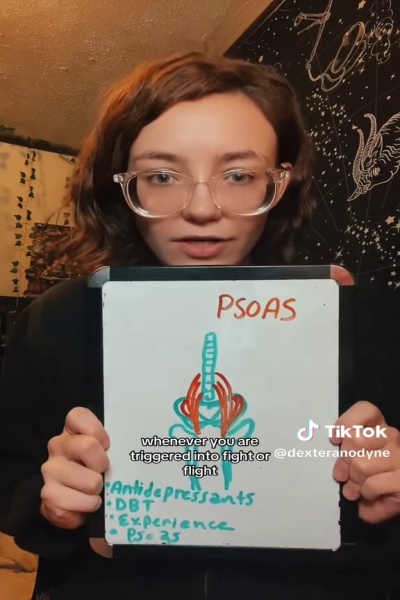 PSOAS
whenever you are
triggered into fight or
flight
TikTok
@dexteranodyne
• Antidepressants
• DBT
• Experience
• Psoas